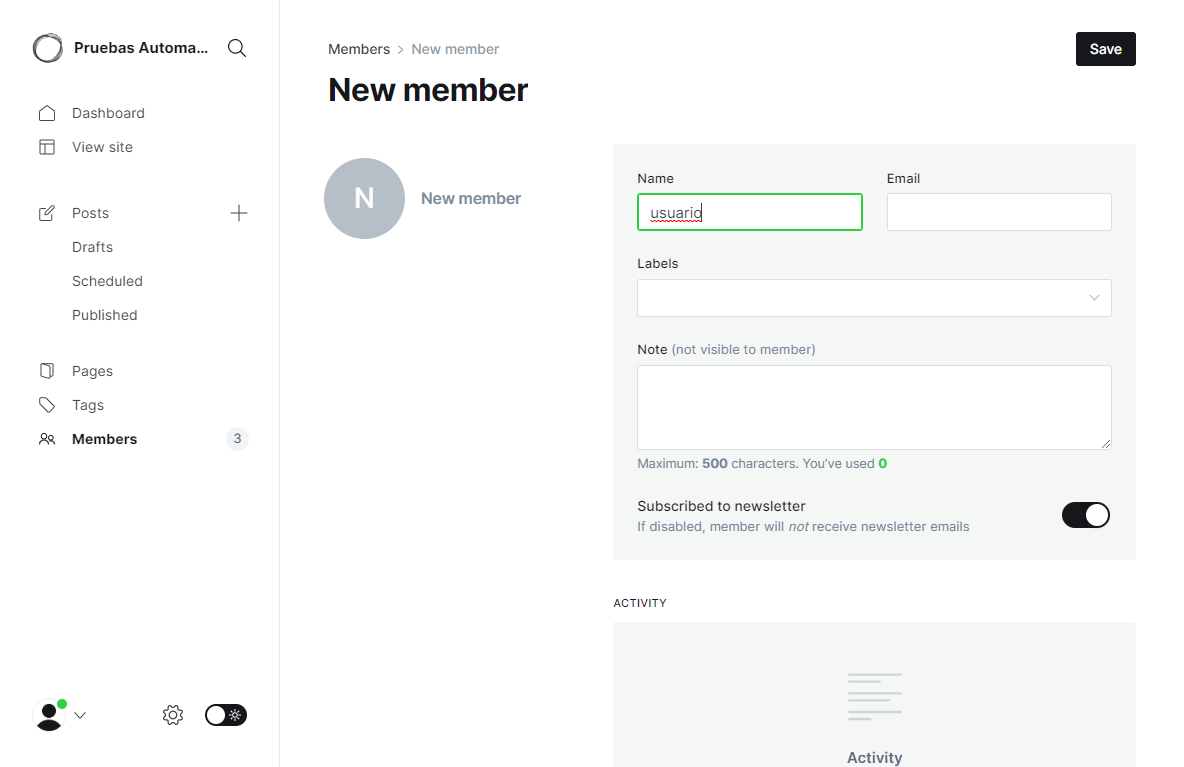 Pruebas Automa...
Dashboard
View site
Posts
Drafts
Scheduled
Published
Pages
Tags
Members 3
Members > New member
Save
New member
N New member
Name
usuario
Email
Labels
Note (not visible to member)
Maximum: 500 characters. You've used 0
Subscribed to newsletter
If disabled, member will not receive newsletter emails
ACTIVITY
Activity